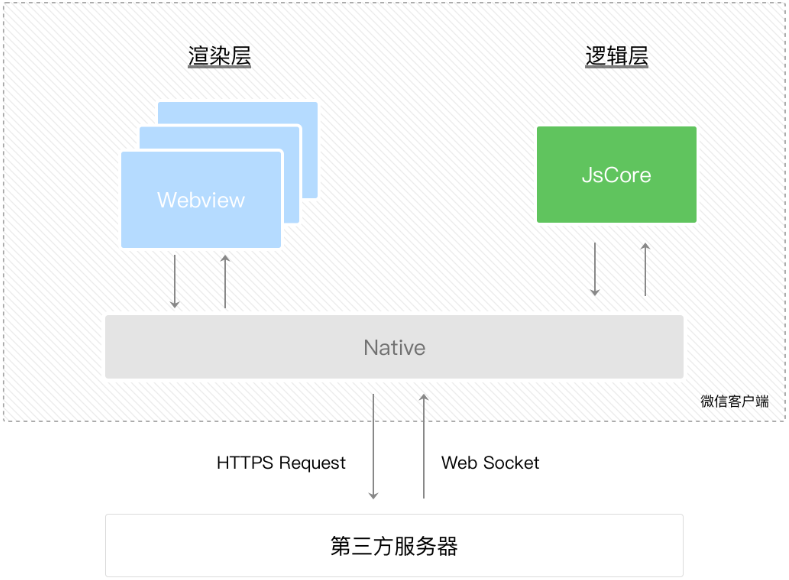 渲染层
逻辑层
Webview
JsCore
Native
微信客户端
HTTPS Request
Web Socket
第三方服务器